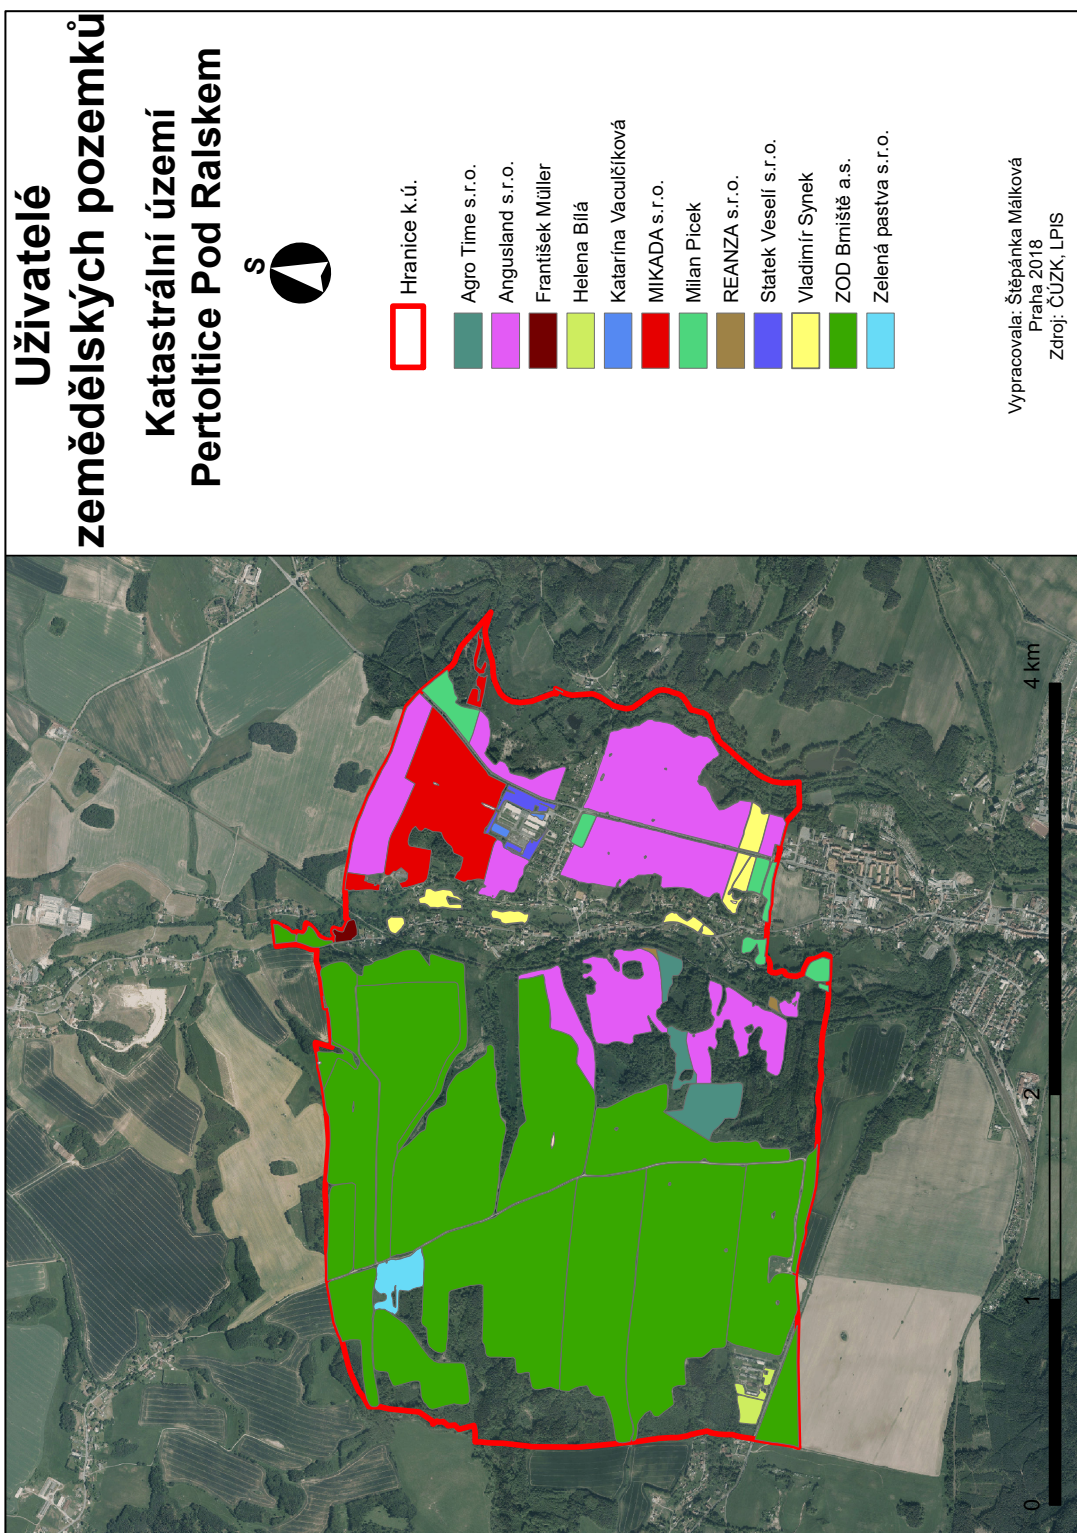 Uživatelé
zemědělských pozemků
Katastrální území
Pertoltice Pod Ralskem
S
Hranice k.ú.
Agro Time s.r.o.
Angusland s.r.o.
František Müller
Helena Bílá
Katarína Vaculčíková
MIKADA s.r.o.
Milan Picek
REANZA s.r.o.
Statek Veselí s.r.o.
Vladimír Synek
ZOD Brniště a.s.
Zelená pastva s.r.o.
Vypracovala: Štěpánka Málková
Praha 2018
Zdroj: ČÚZK, LPIS
0
1
2
4 km